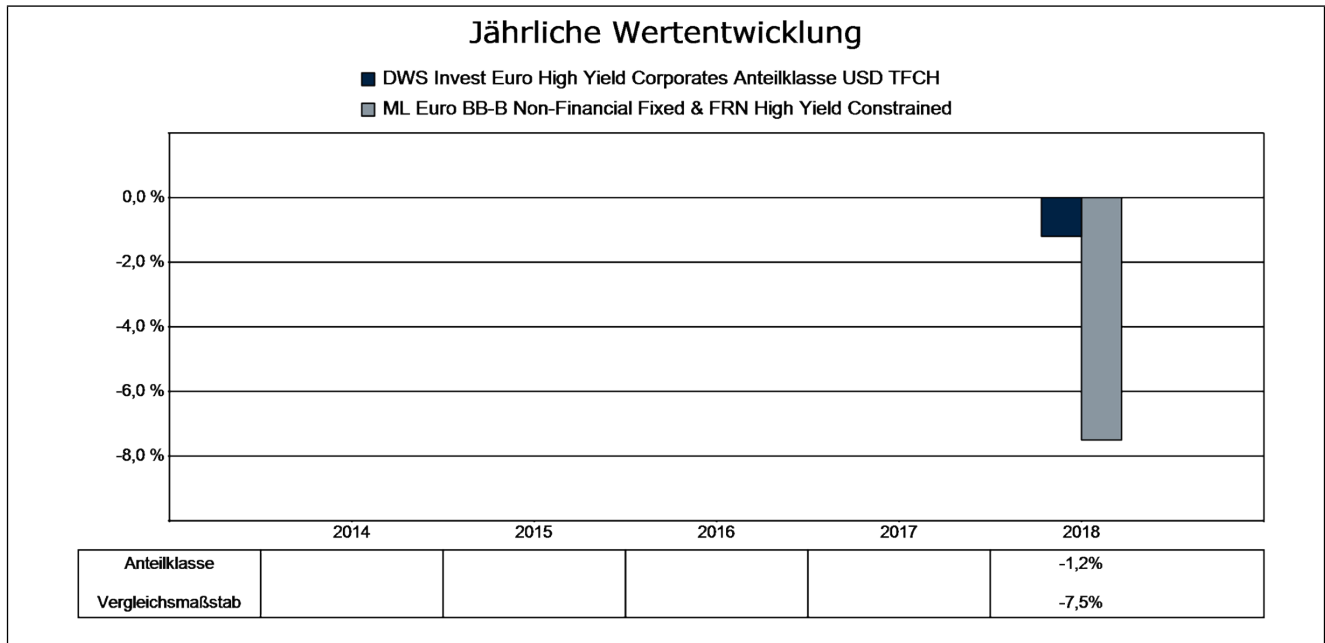 Jährliche Wertentwicklung
DWS Invest Euro High Yield Corporates Anteilklasse USD TFCH
ML Euro BB-B Non-Financial Fixed & FRN High Yield Constrained
0,0 %
-2,0 %
-4,0 %
-6,0 %
-8,0 %
2014 2015 2016 2017 2018
Anteilklasse -1,2%
Vergleichsmaßstab -7,5%